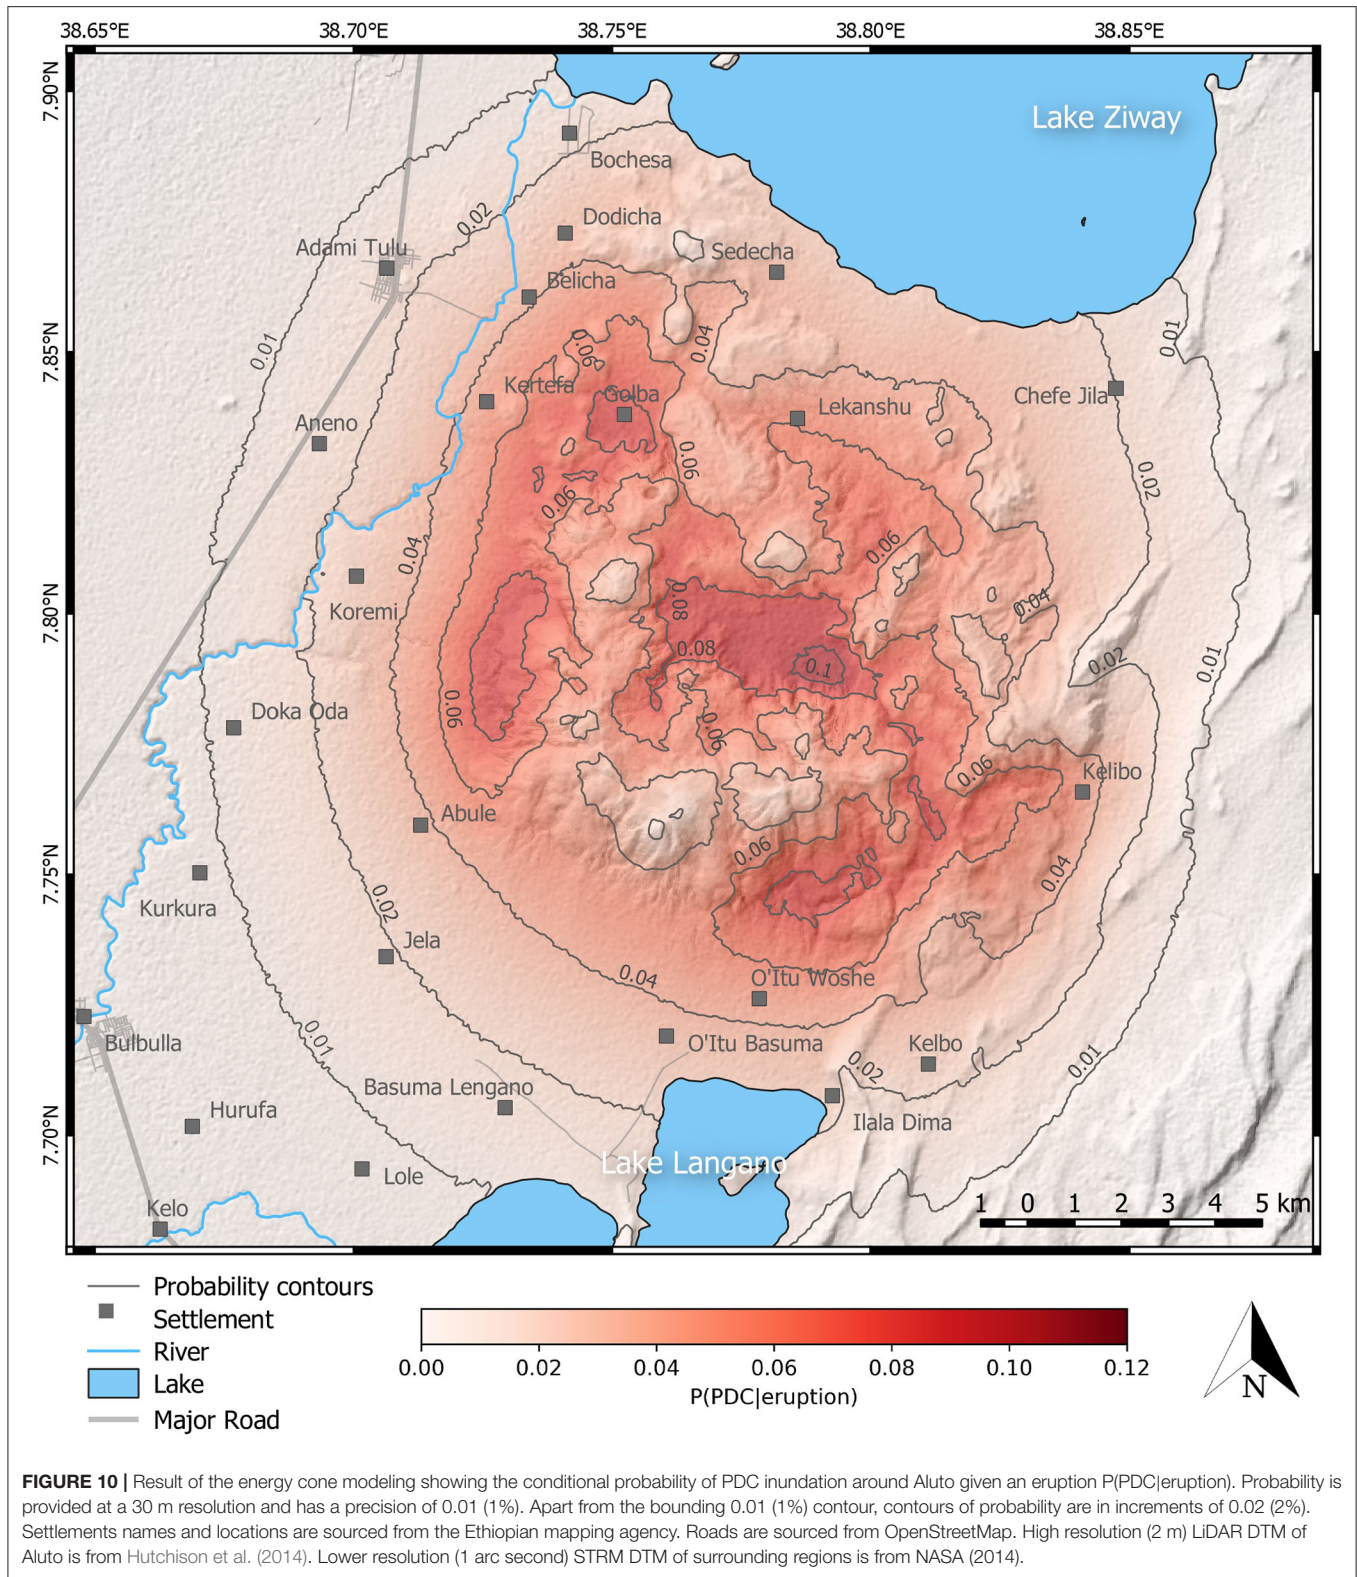 38.65°E 38.70°E 38.75°E 38.80°E 38.85°E
7.90°N
7.85°N
7.80°N
7.75°N
7.70°N
Lake Ziway
Bochesa
0.02
Dodicha
Adami Tulu
Sedecha
Belicha
0.01
0.01
0.04
0.06
Kertefa
Golba
Chefe Jila
Lekanshu
Aneno
0.06
0.02
0.06
0.04
0.06
Koremi
0.08
0.04
0.08
0.02
0.01
0.1
0.06
Doka Oda
0.06
0.06
Kelibo
Abule
0.06
0.04
Kurkura
0.02
Jela
0.04
O'Itu Woshe
0.01
Bulbulla
O'Itu Basuma
Kelbo
0.02
0.01
Basuma Lengano
Hurufa
Ilala Dima
Lake Langano
Lole
Kelo
1 0 1 2 3 4 5 km
Probability contours
Settlement
River
Lake
Major Road
0.00 0.02 0.04 0.06 0.08 0.10 0.12
P(PDC|eruption)
N
FIGURE 10 | Result of the energy cone modeling showing the conditional probability of PDC inundation around Aluto given an eruption P(PDC|eruption). Probability is
provided at a 30 m resolution and has a precision of 0.01 (1%). Apart from the bounding 0.01 (1%) contour, contours of probability are in increments of 0.02 (2%).
Settlements names and locations are sourced from the Ethiopian mapping agency. Roads are sourced from OpenStreetMap. High resolution (2 m) LiDAR DTM of
Aluto is from Hutchison et al. (2014). Lower resolution (1 arc second) STRM DTM of surrounding regions is from NASA (2014).